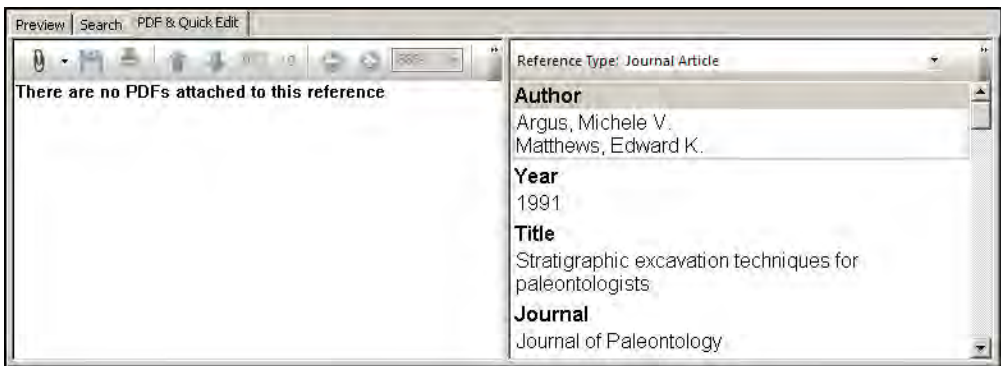 Preview Search PDF & Quick Edit
There are no PDFs attached to this reference
Reference Type: Journal Article
Author
Argus, Michele V.
Matthews, Edward K.
Year
1991
Title
Stratigraphic excavation techniques for
paleontologists
Journal
Journal of Paleontology